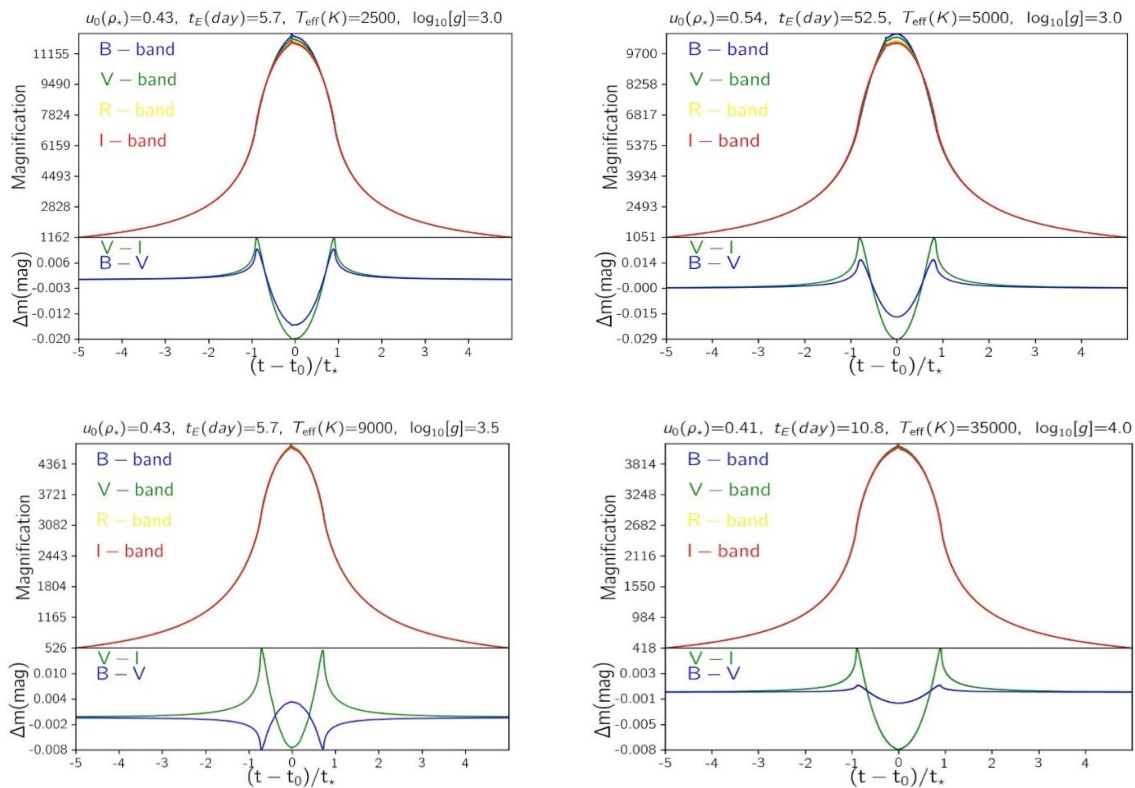 u₀(ρ⋆)=0.43, t_E(day)=5.7, T_eff(K)=2500, log₁₀[g]=3.0
Magnification
11155
9490
7824
6159
4493
2828
1162
B − band
V − band
R − band
I − band
Δm(mag)
0.006
-0.003
-0.012
-0.020
V − I
B − V
-5 -4 -3 -2 -1 0 1 2 3 4
(t − t₀)/t⋆
u₀(ρ⋆)=0.54, t_E(day)=52.5, T_eff(K)=5000, log₁₀[g]=3.0
Magnification
9700
8258
6817
5375
3934
2493
1051
B − band
V − band
R − band
I − band
Δm(mag)
0.014
-0.000
-0.015
-0.029
V − I
B − V
-5 -4 -3 -2 -1 0 1 2 3 4
(t − t₀)/t⋆
u₀(ρ⋆)=0.43, t_E(day)=5.7, T_eff(K)=9000, log₁₀[g]=3.5
Magnification
4361
3721
3082
2443
1804
1165
526
B − band
V − band
R − band
I − band
Δm(mag)
0.010
0.004
-0.002
-0.008
V − I
B − V
-5 -4 -3 -2 -1 0 1 2 3 4
(t − t₀)/t⋆
u₀(ρ⋆)=0.41, t_E(day)=10.8, T_eff(K)=35000, log₁₀[g]=4.0
Magnification
3814
3248
2682
2116
1550
984
418
B − band
V − band
R − band
I − band
Δm(mag)
0.003
-0.001
-0.005
-0.008
V − I
B − V
-5 -4 -3 -2 -1 0 1 2 3 4
(t − t₀)/t⋆